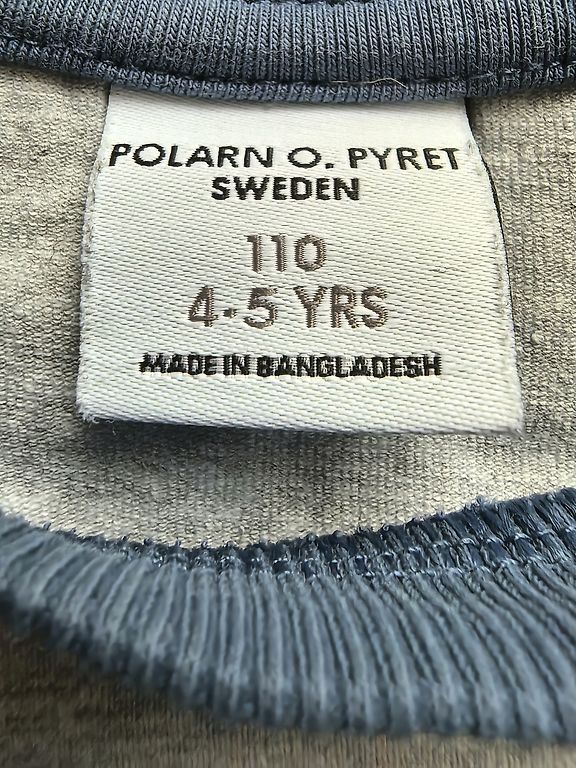 POLARN O. PYRET
SWEDEN
110
4-5 YRS
MADE IN BANGLADESH